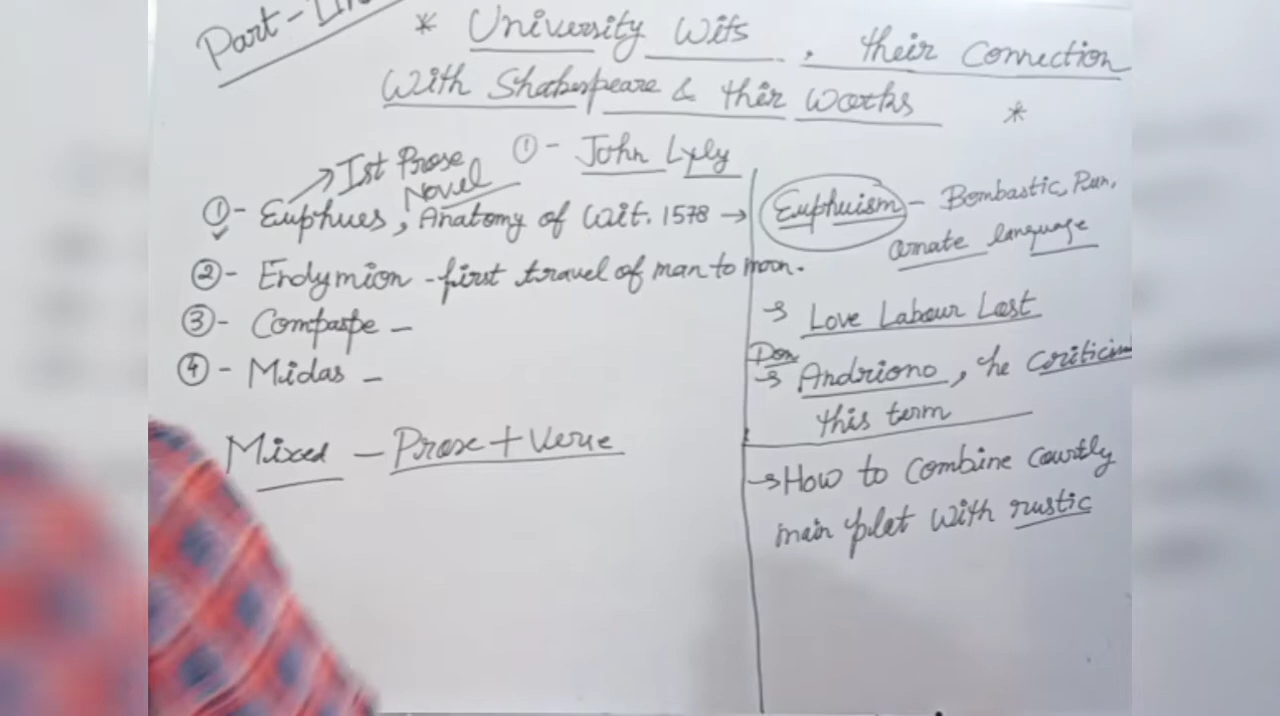 Part-
* University Wits, their Connection
With Shakespeare & their Works *
①- John Lyly
→ Ist Prose
Novel
①- Euphues, Anatomy of Wit. 1578 →
②- Endymion - first travel of man to moon.
③- Compaspe -
④- Midas -
Mixed - Prose + Verse
Euphuism - Bombastic, Pun,
ornate language
→ Love Labour Lost
Don
→ Andriono, he criticism
this term
→ How to combine courtly
main plot with rustic